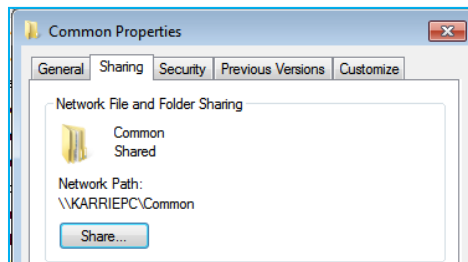 Common Properties
General Sharing Security Previous Versions Customize
Network File and Folder Sharing
Common
Shared
Network Path:
\\KARRIEPC\Common
Share...